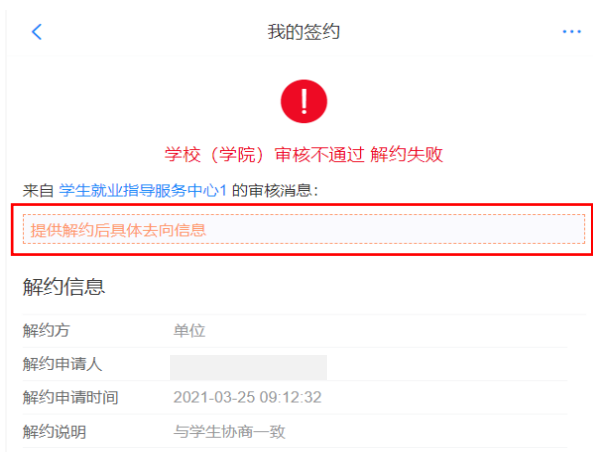 我的签约
学校（学院）审核不通过 解约失败
来自 学生就业指导服务中心1 的审核消息：
提供解约后具体去向信息
解约信息
解约方 单位
解约申请人
解约申请时间 2021-03-25 09:12:32
解约说明 与学生协商一致